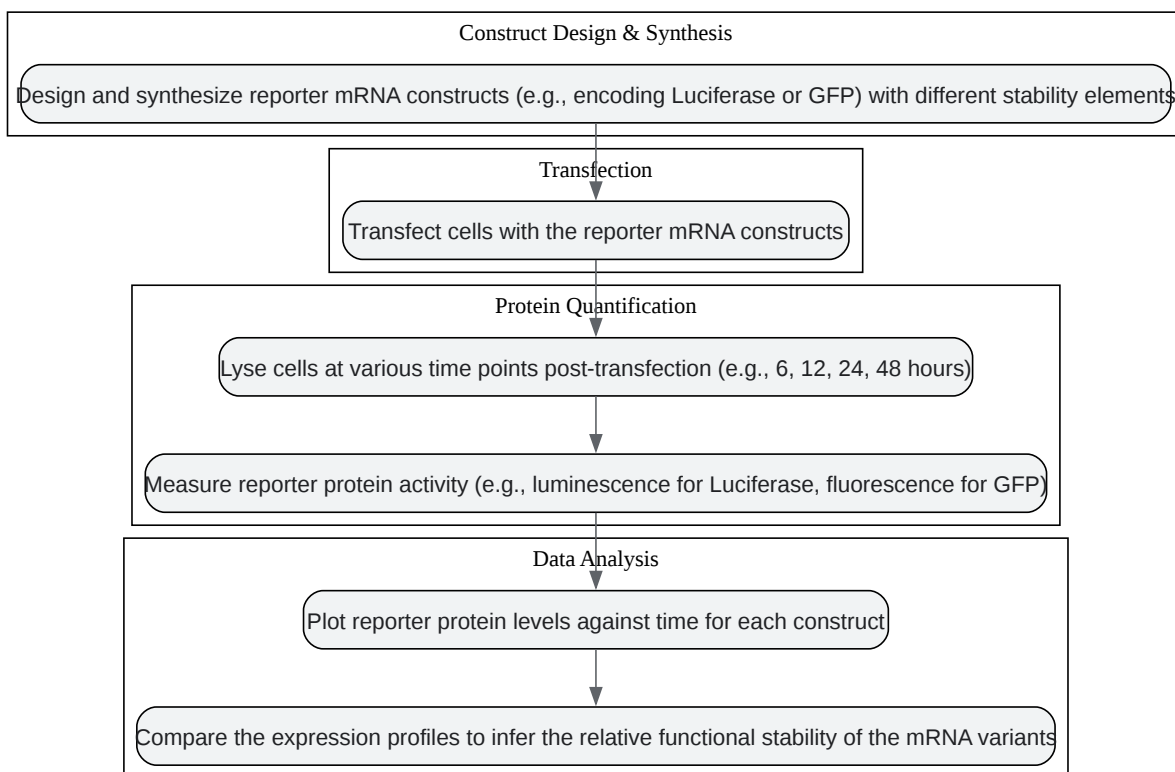 Construct Design & Synthesis
Design and synthesize reporter mRNA constructs (e.g., encoding Luciferase or GFP) with different stability elements
Transfection
Transfect cells with the reporter mRNA constructs
Protein Quantification
Lyse cells at various time points post-transfection (e.g., 6, 12, 24, 48 hours)
Measure reporter protein activity (e.g., luminescence for Luciferase, fluorescence for GFP)
Data Analysis
Plot reporter protein levels against time for each construct
Compare the expression profiles to infer the relative functional stability of the mRNA variants